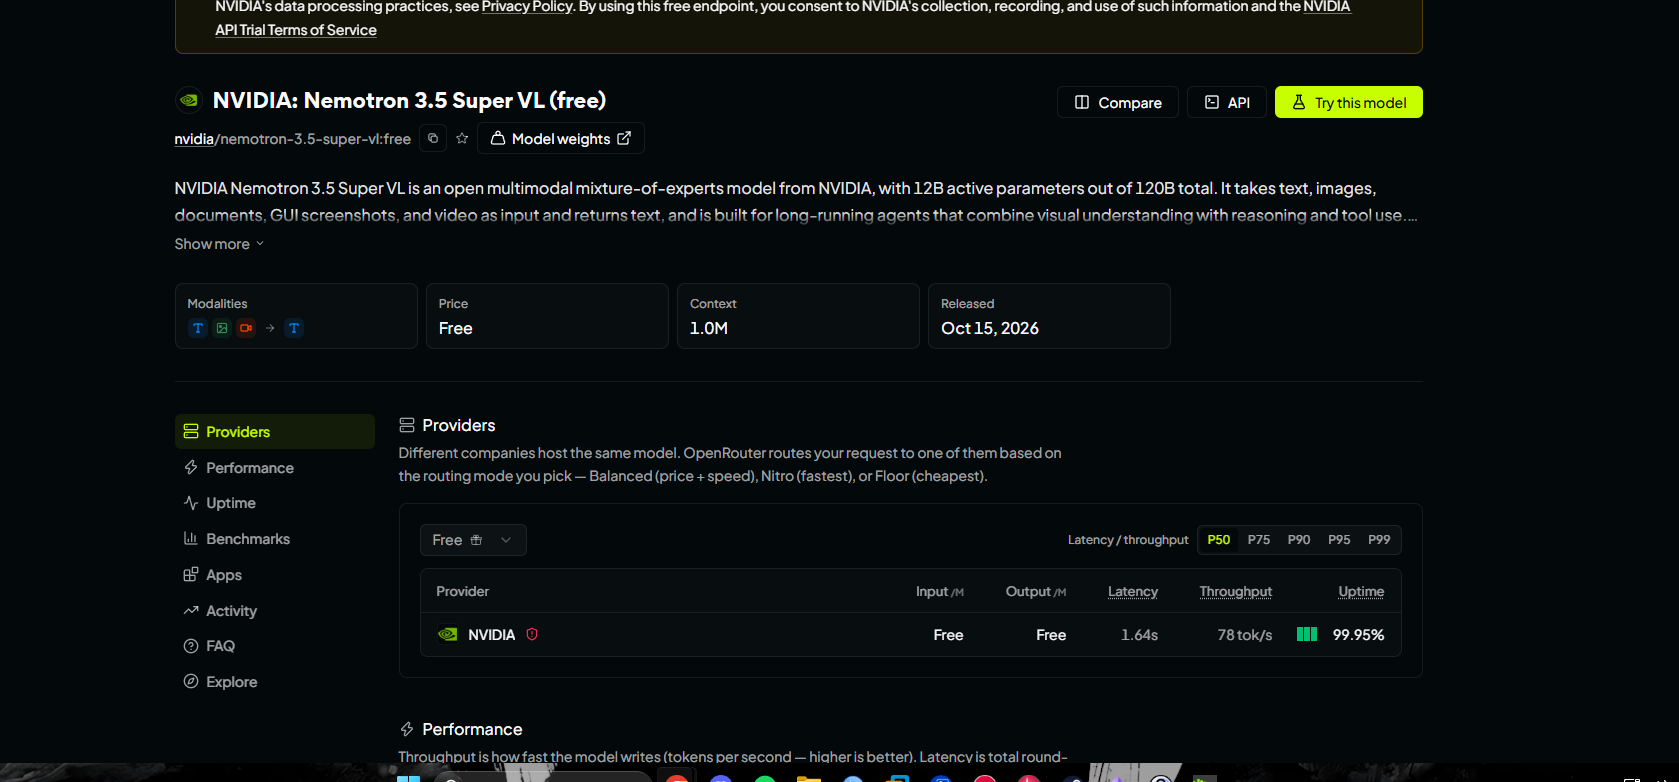 NVIDIA's data processing practices, see Privacy Policy. By using this free endpoint, you consent to NVIDIA's collection, recording, and use of such information and the NVIDIA
API Trial Terms of Service
NVIDIA: Nemotron 3.5 Super VL (free)
Compare
API
Try this model
nvidia/nemotron-3.5-super-vl:free
Model weights
NVIDIA Nemotron 3.5 Super VL is an open multimodal mixture-of-experts model from NVIDIA, with 12B active parameters out of 120B total. It takes text, images,
documents, GUI screenshots, and video as input and returns text, and is built for long-running agents that combine visual understanding with reasoning and tool use....
Show more
Modalities
Price
Free
Context
1.0M
Released
Oct 15, 2026
Providers
Performance
Uptime
Benchmarks
Apps
Activity
FAQ
Explore
Providers
Different companies host the same model. OpenRouter routes your request to one of them based on
the routing mode you pick — Balanced (price + speed), Nitro (fastest), or Floor (cheapest).
Free
Latency / throughput P50 P75 P90 P95 P99
Provider Input /M Output /M Latency Throughput Uptime
NVIDIA Free Free 1.64s 78 tok/s 99.95%
Performance
Throughput is how fast the model writes (tokens per second — higher is better). Latency is total round-